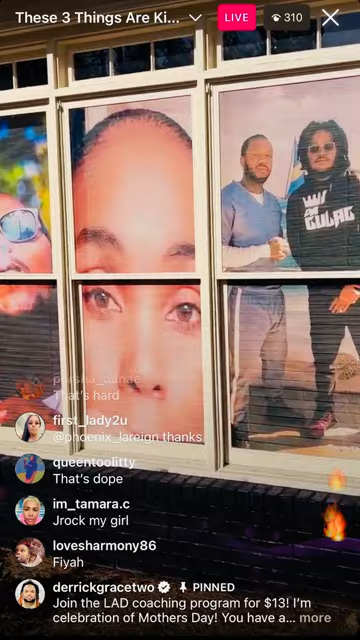 These 3 Things Are Ki...
LIVE
310
GULAG
That's hard
first_lady2u
@phoenix_lareign thanks
queentoolitty
That's dope
im_tamara.c
Jrock my girl
lovesharmony86
Fiyah
derrickgracetwo PINNED
Join the LAD coaching program for $13! I'm
celebration of Mothers Day! You have a... more